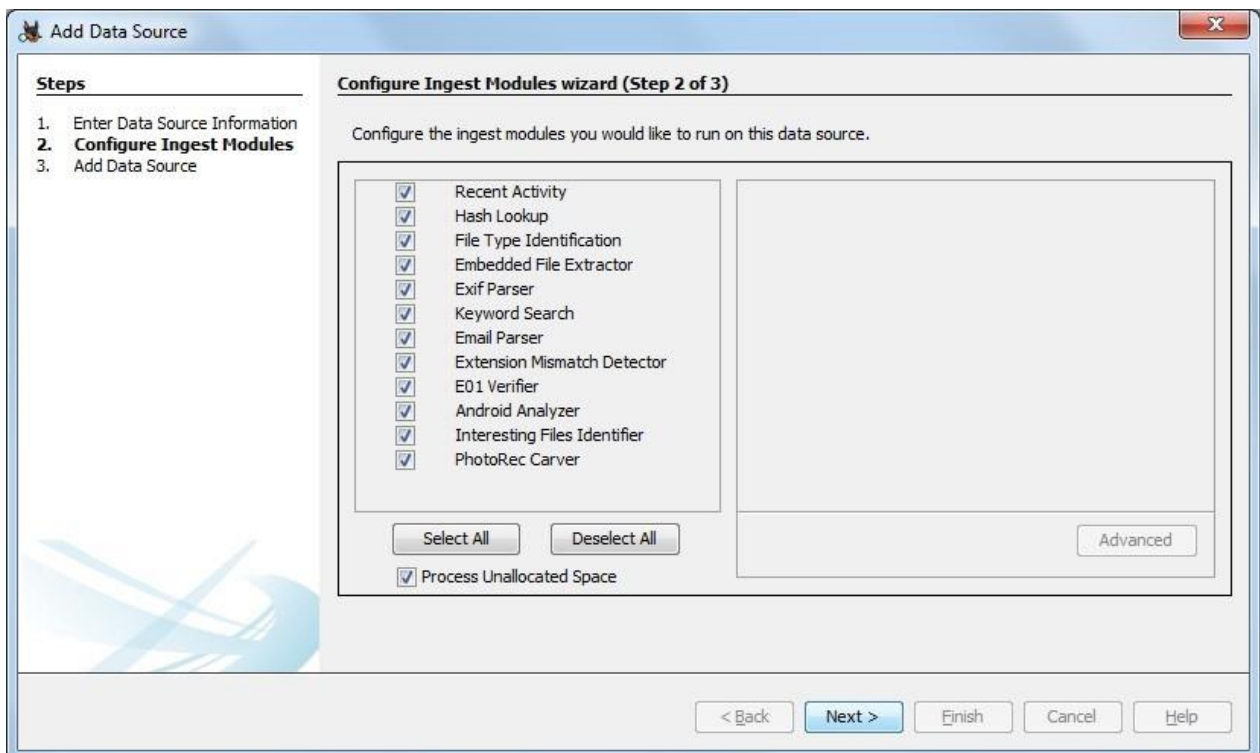 Add Data Source
Steps
1. Enter Data Source Information
2. Configure Ingest Modules
3. Add Data Source
Configure Ingest Modules wizard (Step 2 of 3)
Configure the ingest modules you would like to run on this data source.
Recent Activity
Hash Lookup
File Type Identification
Embedded File Extractor
Exif Parser
Keyword Search
Email Parser
Extension Mismatch Detector
E01 Verifier
Android Analyzer
Interesting Files Identifier
PhotoRec Carver
Select All
Deselect All
Advanced
Process Unallocated Space
< Back
Next >
Finish
Cancel
Help